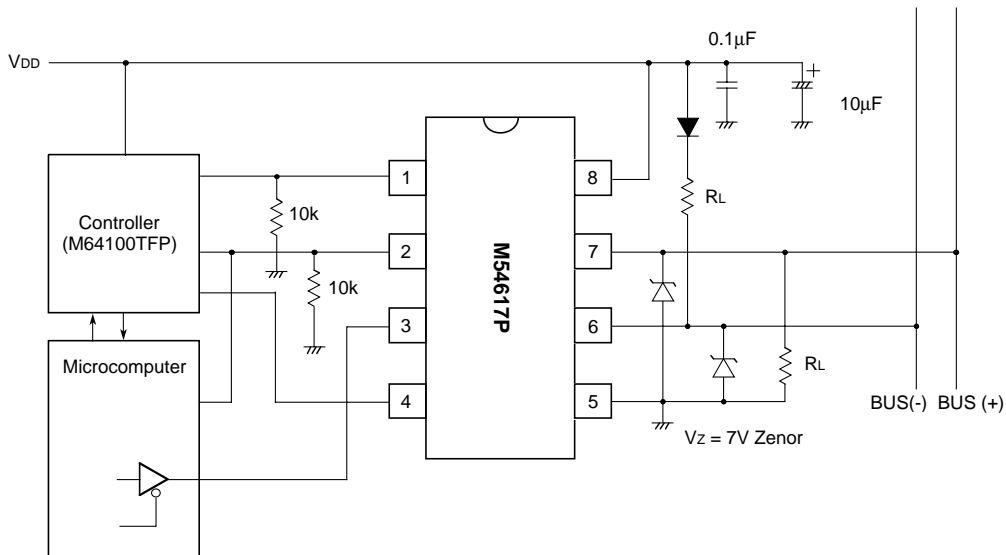 VDD
0.1µF
+
10µF
Controller
(M64100TFP)
10k
10k
Microcomputer
M54617P
1
2
3
4
8
7
6
5
RL
RL
VZ = 7V Zenor
BUS(-) BUS (+)